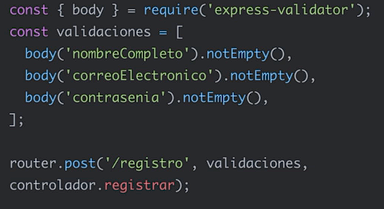 const { body } = require('express-validator');
const validaciones = [
body('nombreCompleto').notEmpty(),
body('correoElectronico').notEmpty(),
body('contrasenia').notEmpty(),
];
router.post('/registro', validaciones,
controlador.registrar);